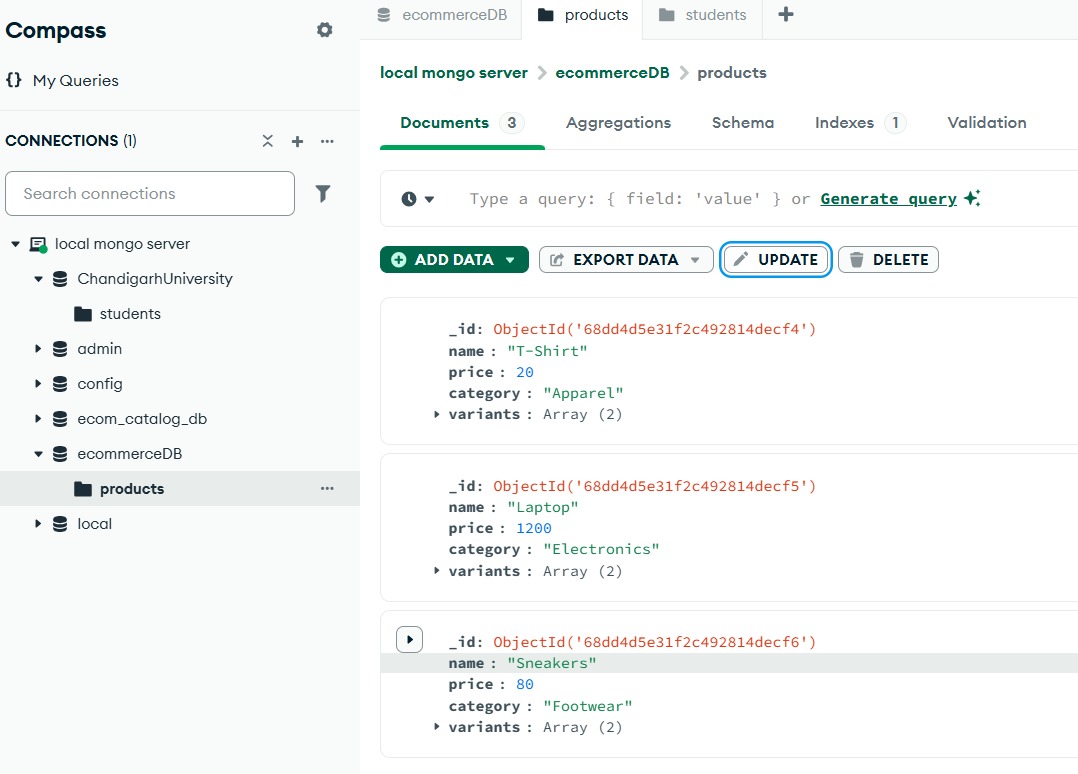 Compass
{} My Queries
CONNECTIONS (1)
Search connections
local mongo server
ChandigarhUniversity
students
admin
config
ecom_catalog_db
ecommerceDB
products
local
ecommerceDB
products
students
local mongo server > ecommerceDB > products
Documents 3 Aggregations Schema Indexes 1 Validation
Type a query: { field: 'value' } or Generate query
ADD DATA EXPORT DATA UPDATE DELETE
_id: ObjectId('68dd4d5e31f2c492814decf4')
name : "T-Shirt"
price : 20
category : "Apparel"
variants : Array (2)
_id: ObjectId('68dd4d5e31f2c492814decf5')
name : "Laptop"
price : 1200
category : "Electronics"
variants : Array (2)
_id: ObjectId('68dd4d5e31f2c492814decf6')
name : "Sneakers"
price : 80
category : "Footwear"
variants : Array (2)